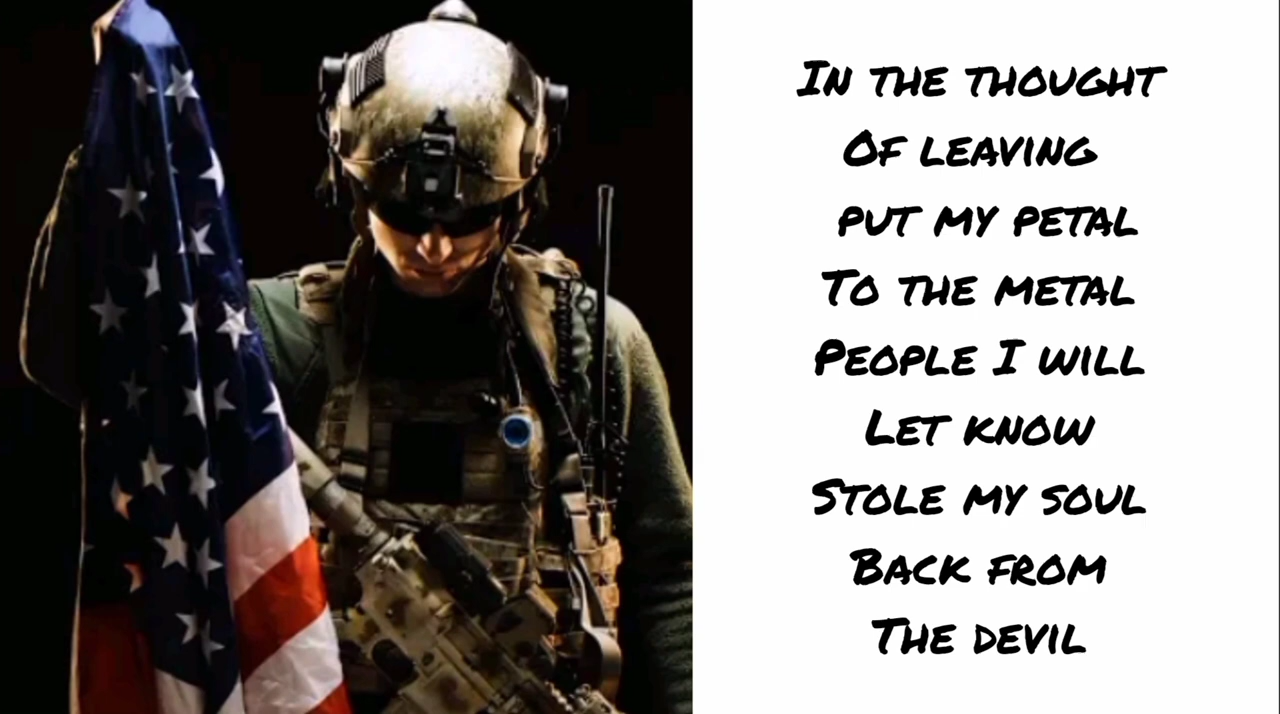 In the thought
Of leaving
put my petal
To the metal
People I will
Let know
Stole my soul
Back from
The devil